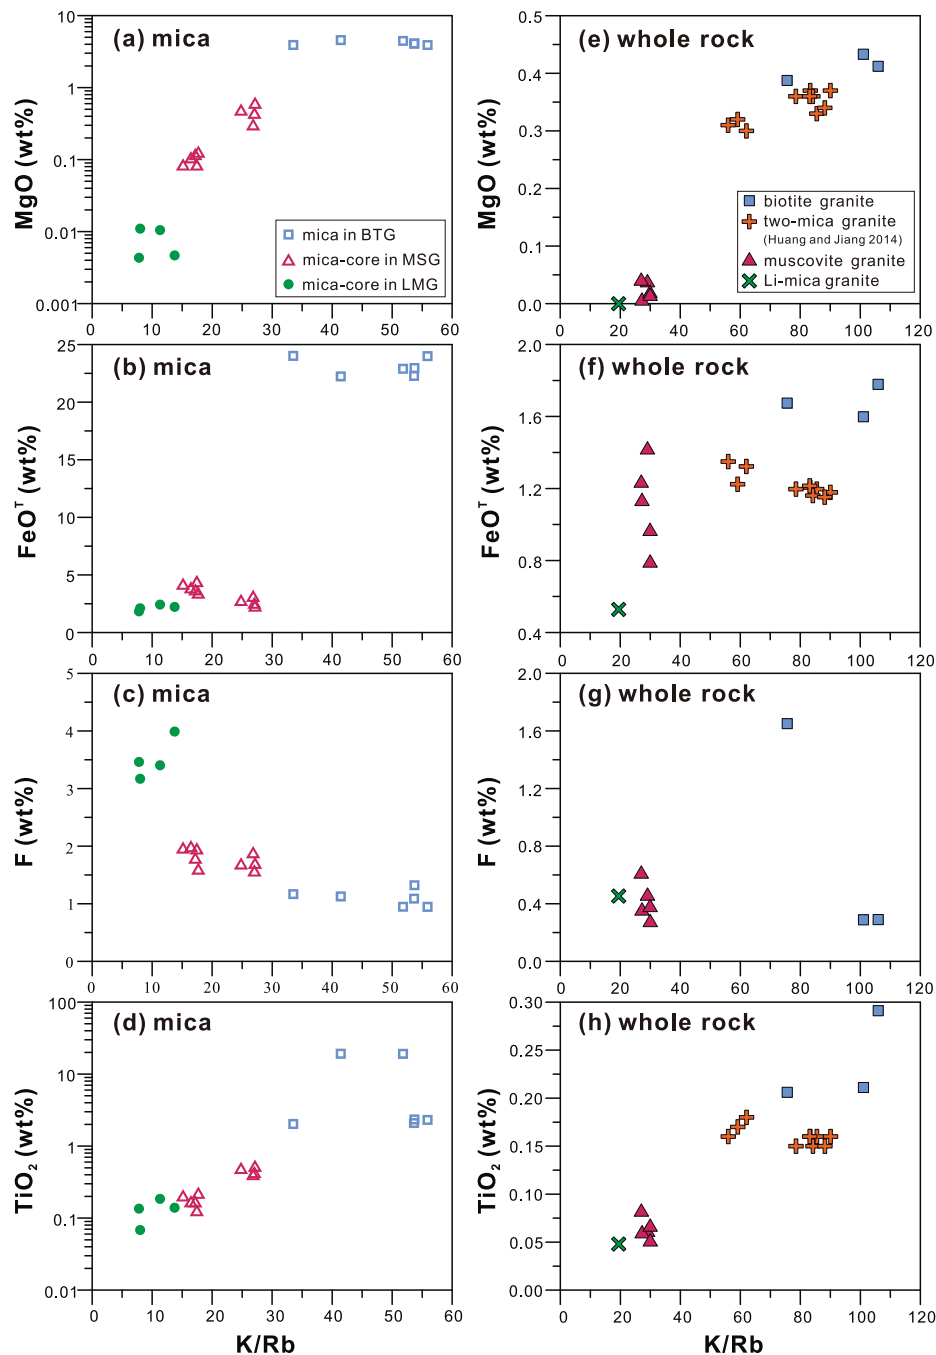 (a) mica
MgO (wt%)
10
1
0.1
0.01
0.001
0 10 20 30 40 50 60
mica in BTG
mica-core in MSG
mica-core in LMG
(e) whole rock
MgO (wt%)
0.5
0.4
0.3
0.2
0.1
0.0
0 20 40 60 80 100 120
biotite granite
two-mica granite
(Huang and Jiang 2014)
muscovite granite
Li-mica granite
(b) mica
FeOᵀ (wt%)
25
20
15
10
5
0
0 10 20 30 40 50 60
(f) whole rock
FeOᵀ (wt%)
2.0
1.6
1.2
0.8
0.4
0 20 40 60 80 100 120
(c) mica
F (wt%)
5
4
3
2
1
0
0 10 20 30 40 50 60
(g) whole rock
F (wt%)
2.0
1.6
1.2
0.8
0.4
0.0
0 20 40 60 80 100 120
(d) mica
TiO₂ (wt%)
100
10
1
0.1
0.01
0 10 20 30 40 50 60
K/Rb
(h) whole rock
TiO₂ (wt%)
0.30
0.25
0.20
0.15
0.10
0.05
0.00
0 20 40 60 80 100 120
K/Rb